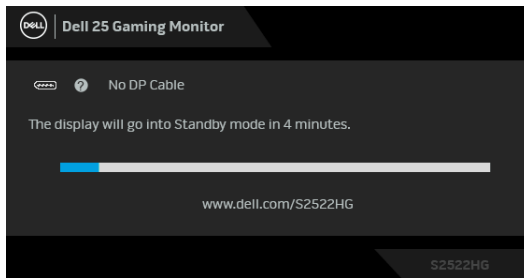 DELL
Dell 25 Gaming Monitor
No DP Cable
The display will go into Standby mode in 4 minutes.
www.dell.com/S2522HG
S2522HG